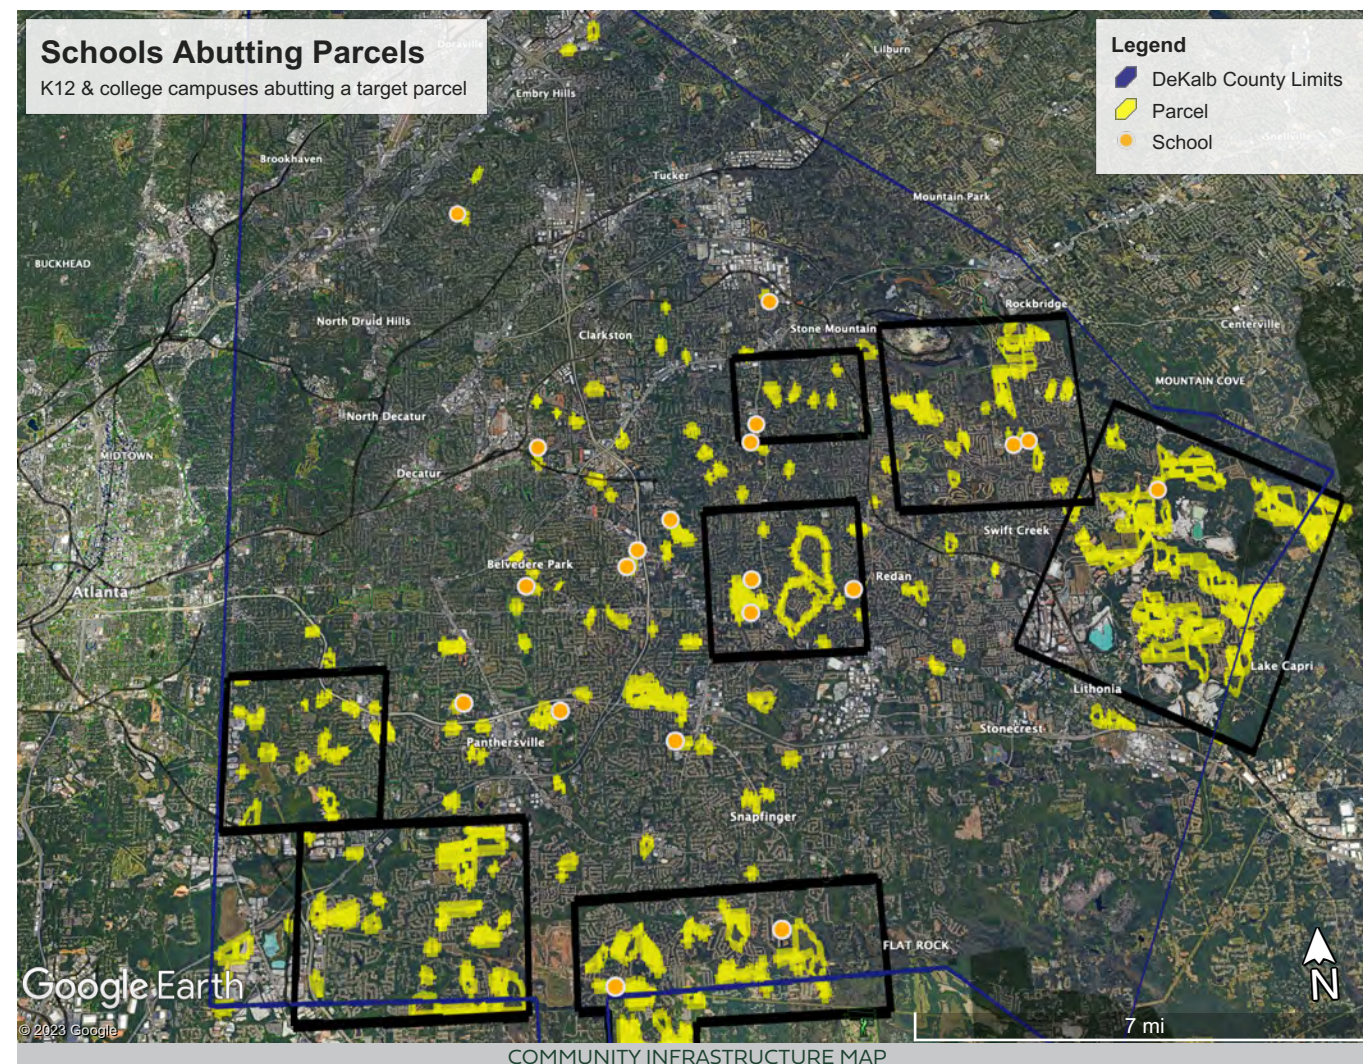 Schools Abutting Parcels
K12 & college campuses abutting a target parcel
Legend
DeKalb County Limits
Parcel
School
Doraville
Lilburn
Embry Hills
Snellville
Brookhaven
Tucker
Mountain Park
BUCKHEAD
Rockbridge
North Druid Hills
Clarkston
Stone Mountain
Centerville
MOUNTAIN COVE
North Decatur
MIDTOWN
Decatur
Swift Creek
Belvedere Park
Redan
Atlanta
Lake Capri
Lithonia
Stonecrest
Panthersville
Snapfinger
FLAT ROCK
Google Earth
N
© 2023 Google
7 mi
COMMUNITY INFRASTRUCTURE MAP